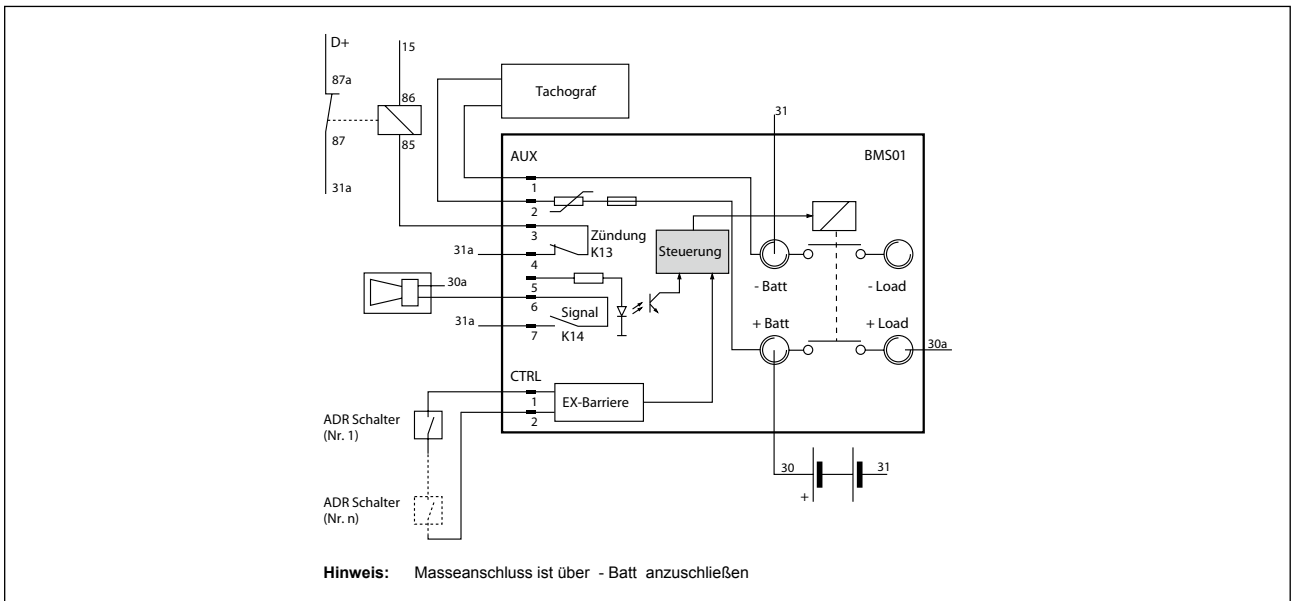 D+
15
87a
86
87
85
31a
Tachograf
31
AUX
BMS01
1
2
3
Zündung
K13
31a
4
Steuerung
5
30a
6
Signal
31a
7
K14
- Batt
- Load
+ Batt
+ Load
30a
CTRL
1
EX-Barriere
2
ADR Schalter
(Nr. 1)
ADR Schalter
(Nr. n)
30
31
+
Hinweis: Masseanschluss ist über - Batt anzuschließen